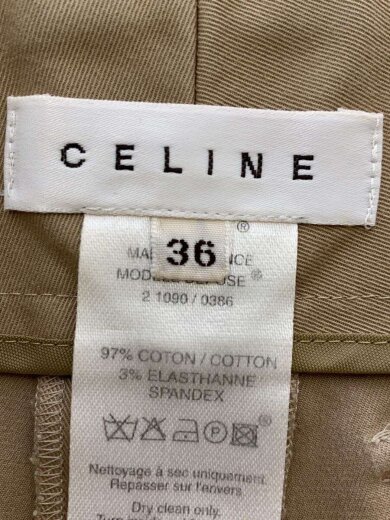 CELINE
®
36
®
2 1090 / 0386
97% COTON / COTTON
3% ELASTHANNE
SPANDEX
®
Nettoyage à sec uniquement.
Repasser sur l'envers
Dry clean only.